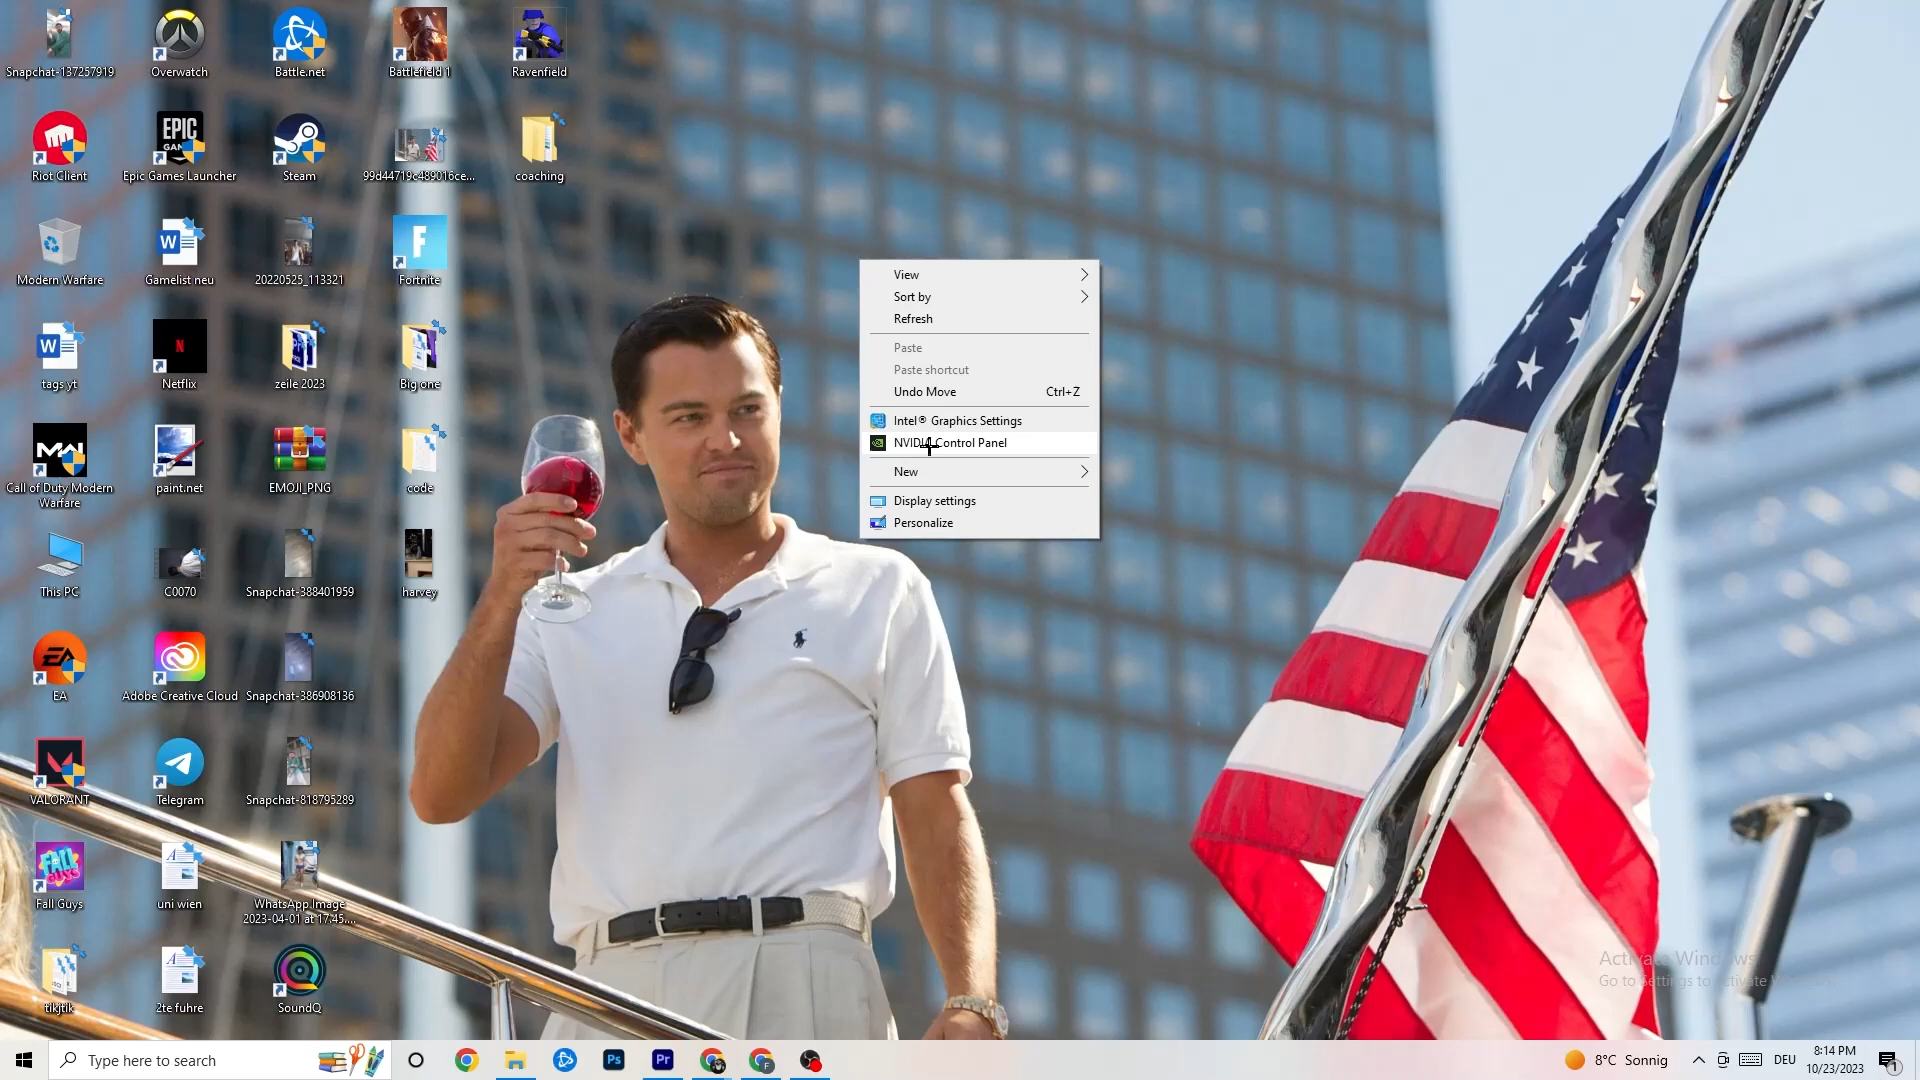 Snapchat-137257919
Overwatch
Battle.net
Battlefield 1
Ravenfield
Riot Client
EPIC
Epic Games Launcher
Steam
99d44719c489016ce...
coaching
Modern Warfare
Gamelist neu
20220525_113321
Fortnite
tags yt
Netflix
zeile 2023
Big one
Call of Duty Modern
Warfare
paint.net
EMOJI_PNG
code
This PC
C0070
Snapchat-388401959
harvey
EA
Adobe Creative Cloud
Snapchat-386908136
VALORANT
Telegram
Snapchat-818795289
FALL GUYS
Fall Guys
uni wien
WhatsApp Image
2023-04-01 at 17.45....
tikjtik
2te fuhre
SoundQ
View
Sort by
Refresh
Paste
Paste shortcut
Undo Move Ctrl+Z
Intel® Graphics Settings
NVIDIA Control Panel
New
Display settings
Personalize
Activate Windows
Go to Settings to activate
Type here to search
Ps
Pr
8°C Sonnig
DEU
8:14 PM
10/23/2023